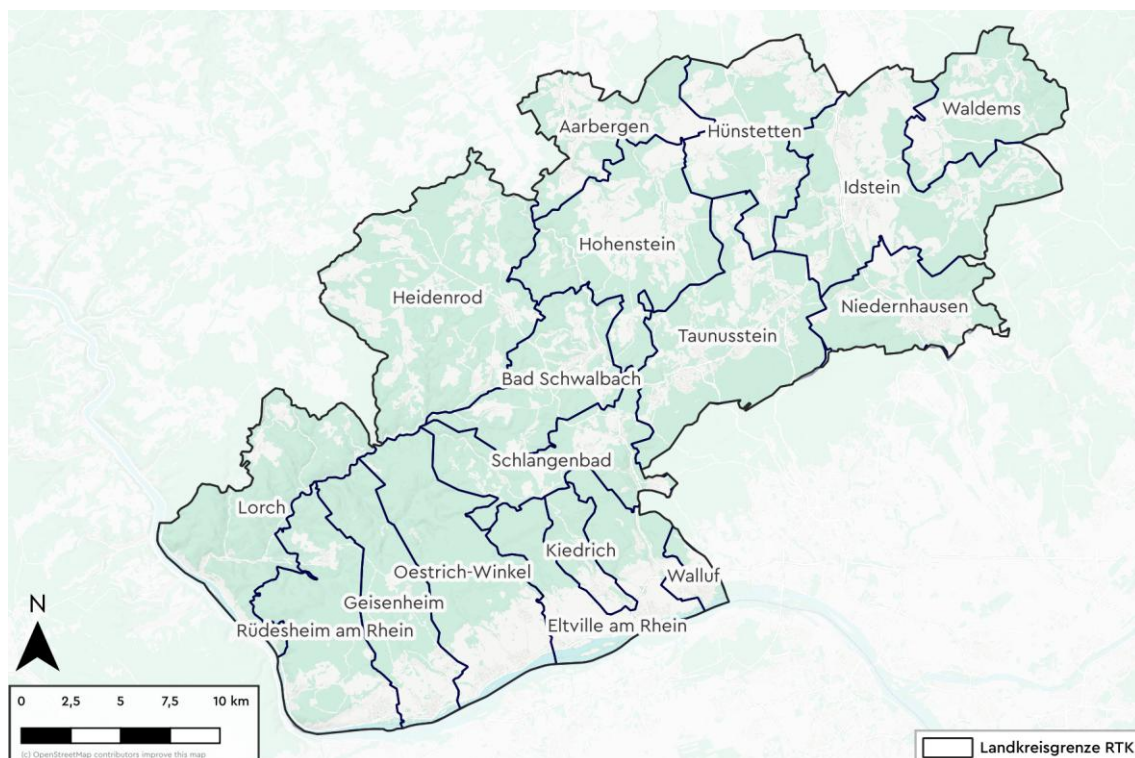 Waldems
Aarbergen
Hünstetten
Idstein
Hohenstein
Heidenrod
Niedernhausen
Taunusstein
Bad Schwalbach
Schlangenbad
Lorch
Kiedrich
Oestrich-Winkel
Walluf
Geisenheim
Eltville am Rhein
Rüdesheim am Rhein
N
0 2,5 5 7,5 10 km
(c) OpenStreetMap contributors improve this map
Landkreisgrenze RTK